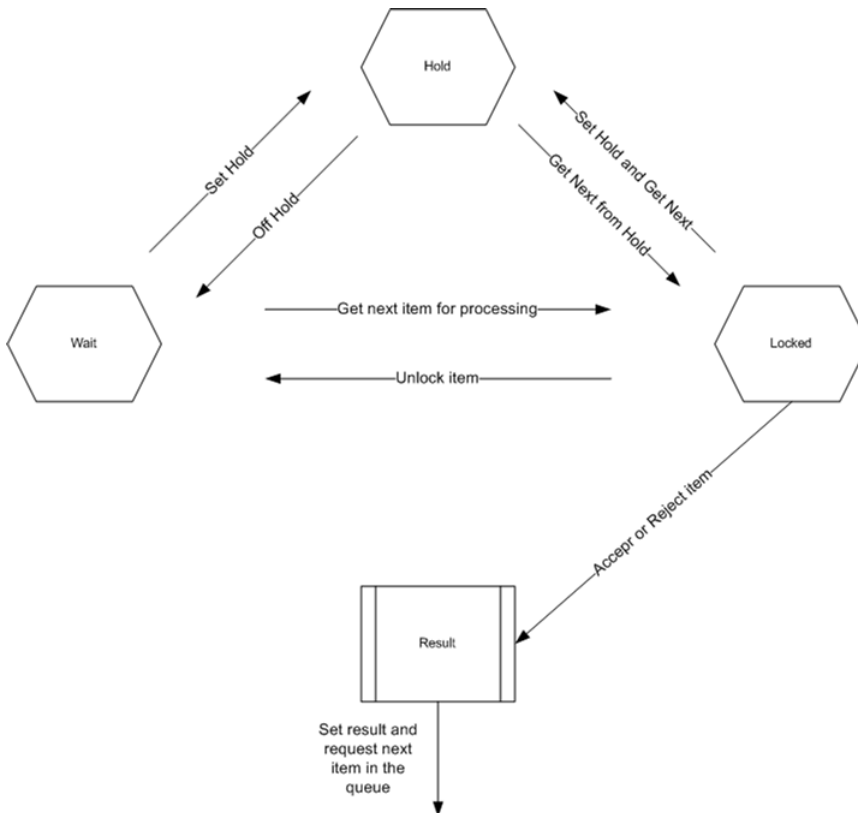 Hold
Set Hold
Off Hold
Set Hold and Get Next
Get Next from Hold
Get next item for processing
Wait
Locked
Unlock item
Accepr or Reject item
Result
Set result and
request next
item in the
queue